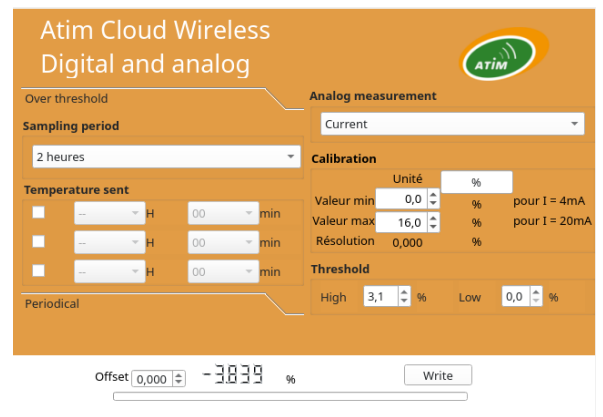 Atim Cloud Wireless
Digital and analog
ATIM
Over threshold
Sampling period
2 heures
Temperature sent
-- H 00 min
-- H 00 min
-- H 00 min
Periodical
Analog measurement
Current
Calibration
Unité %
Valeur min 0,0 % pour I = 4mA
Valeur max 16,0 % pour I = 20mA
Résolution 0,000 %
Threshold
High 3,1 % Low 0,0 %
Offset 0,000 -3.839 % Write